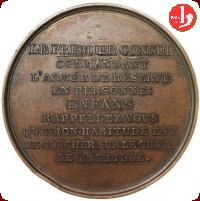 LE PREMIER CONSUL
COMMANDANT
L'ARMÉE DE RÉSERVE
EN PERSONNE;
ENFANS
RAPPELLEZ VOUS
QUE MON HABITUDE EST
DE COUCHER SUR LE CHAMP
DE BATAILLE.